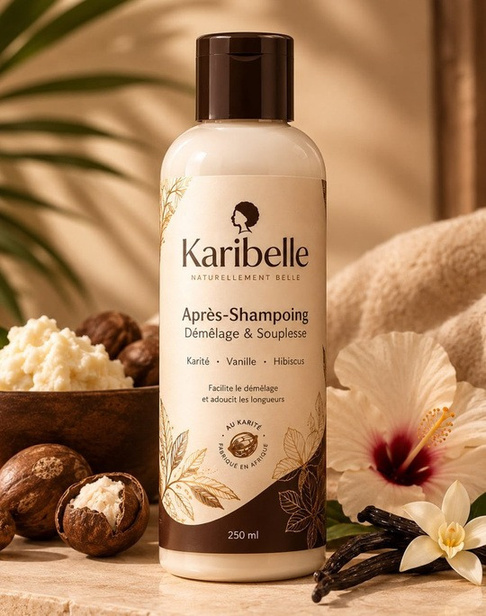 Karibelle
NATURELLEMENT BELLE
Après-Shampoing
Démêlage & Souplesse
Karité • Vanille • Hibiscus
Facilite le démêlage
et adoucit les longueurs
• AU KARITÉ •
FABRIQUÉ EN AFRIQUE
250 ml